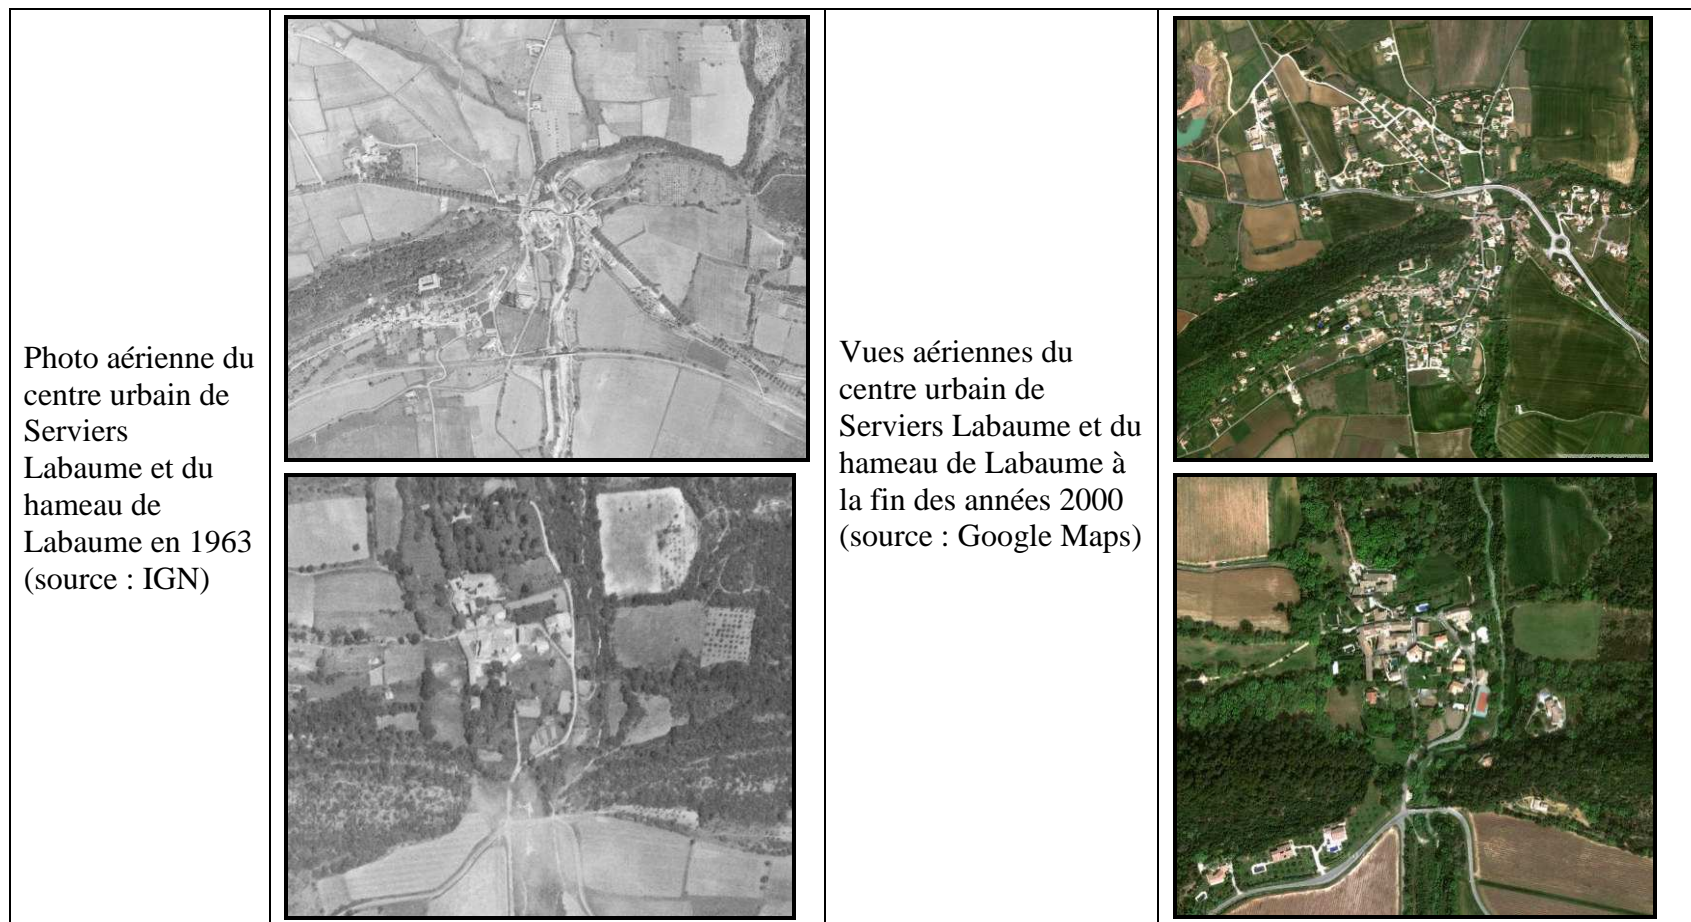 Photo aérienne du
centre urbain de
Serviers
Labaume et du
hameau de
Labaume en 1963
(source : IGN)
Vues aériennes du
centre urbain de
Serviers Labaume et du
hameau de Labaume à
la fin des années 2000
(source : Google Maps)